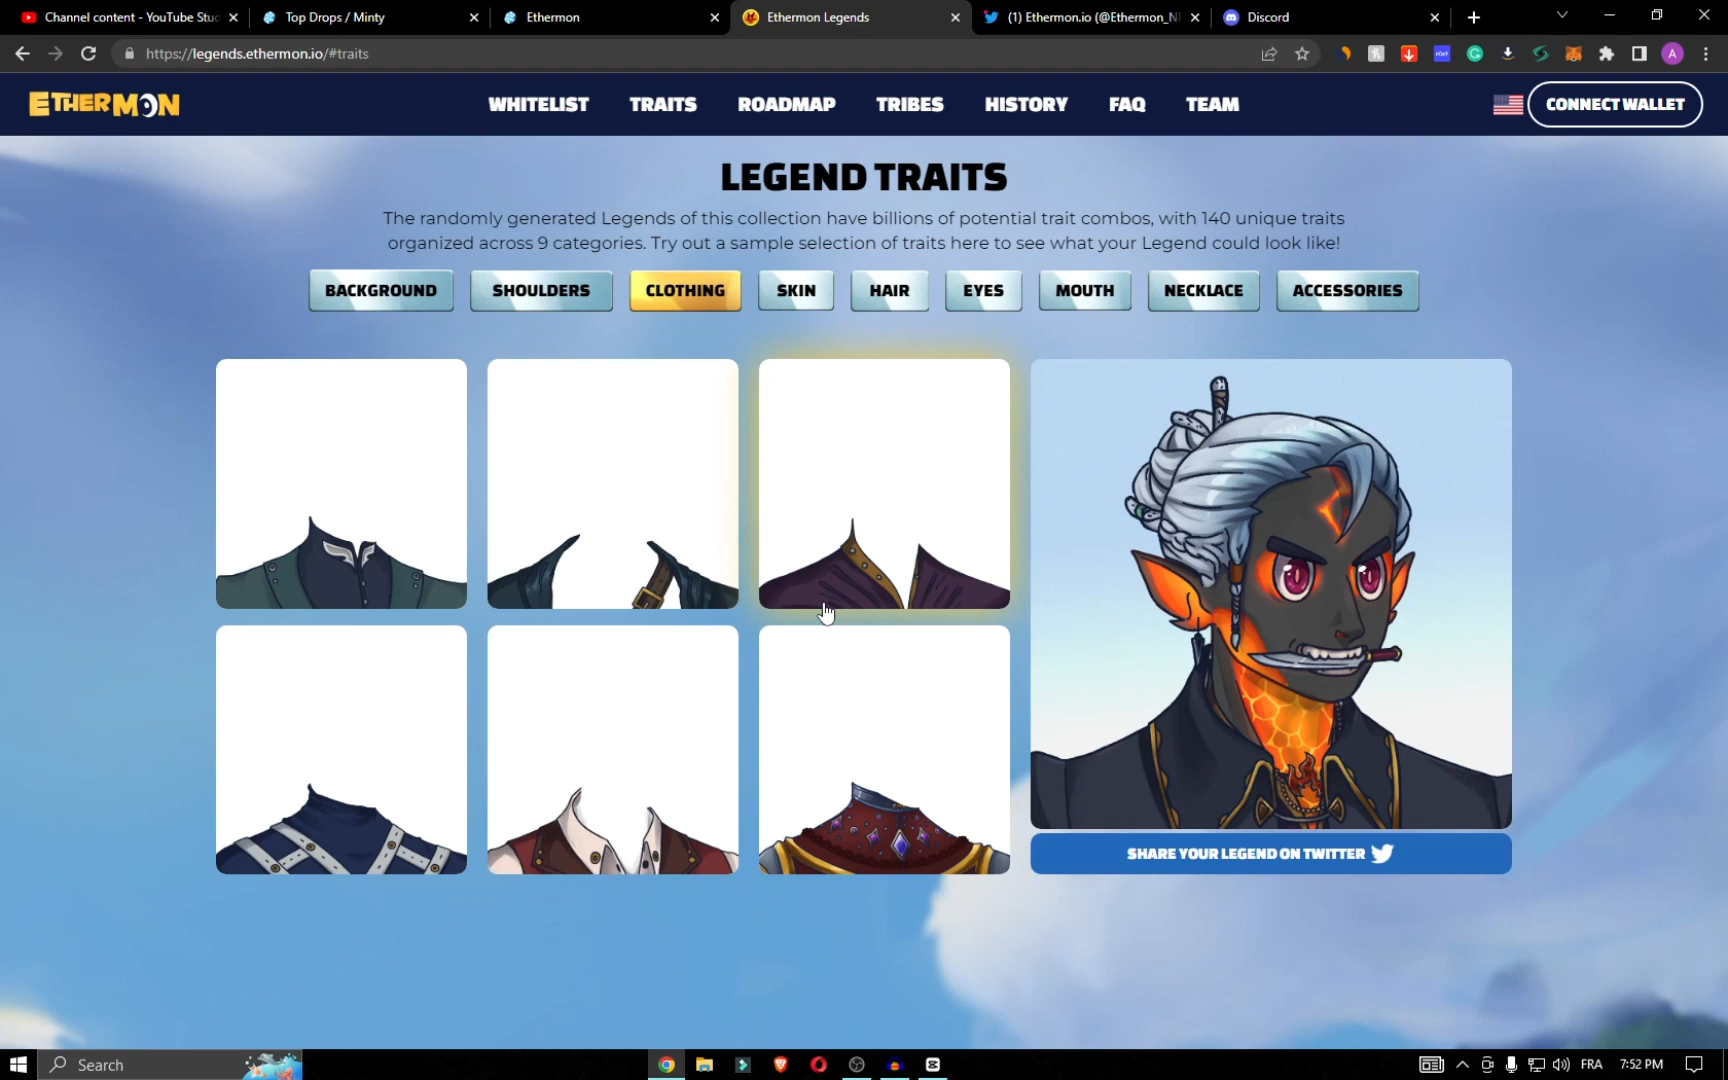 Channel content - YouTube Stu
Top Drops / Minty
Ethermon
Ethermon Legends
(1) Ethermon.io (@Ethermon_NF
Discord
https://legends.ethermon.io/#traits
A
ETHERMON
WHITELIST
TRAITS
ROADMAP
TRIBES
HISTORY
FAQ
TEAM
CONNECT WALLET
LEGEND TRAITS
The randomly generated Legends of this collection have billions of potential trait combos, with 140 unique traits
organized across 9 categories. Try out a sample selection of traits here to see what your Legend could look like!
BACKGROUND
SHOULDERS
CLOTHING
SKIN
HAIR
EYES
MOUTH
NECKLACE
ACCESSORIES
SHARE YOUR LEGEND ON TWITTER
Search
FRA
7:52 PM